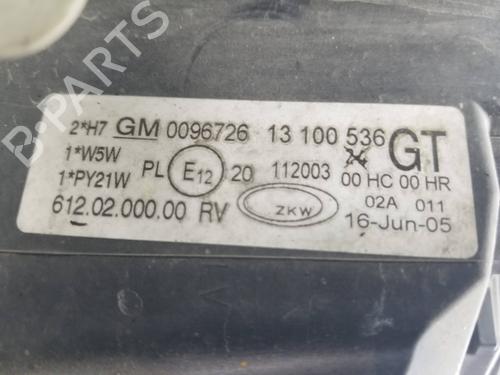 B-PARTS
2*H7 GM 0096726 13 100 536 GT
1*W5W
1*PY21W PL E12 20 112003 00 HC 00 HR
02A 011
612.02.000.00 RV ZKW 16-Jun-05